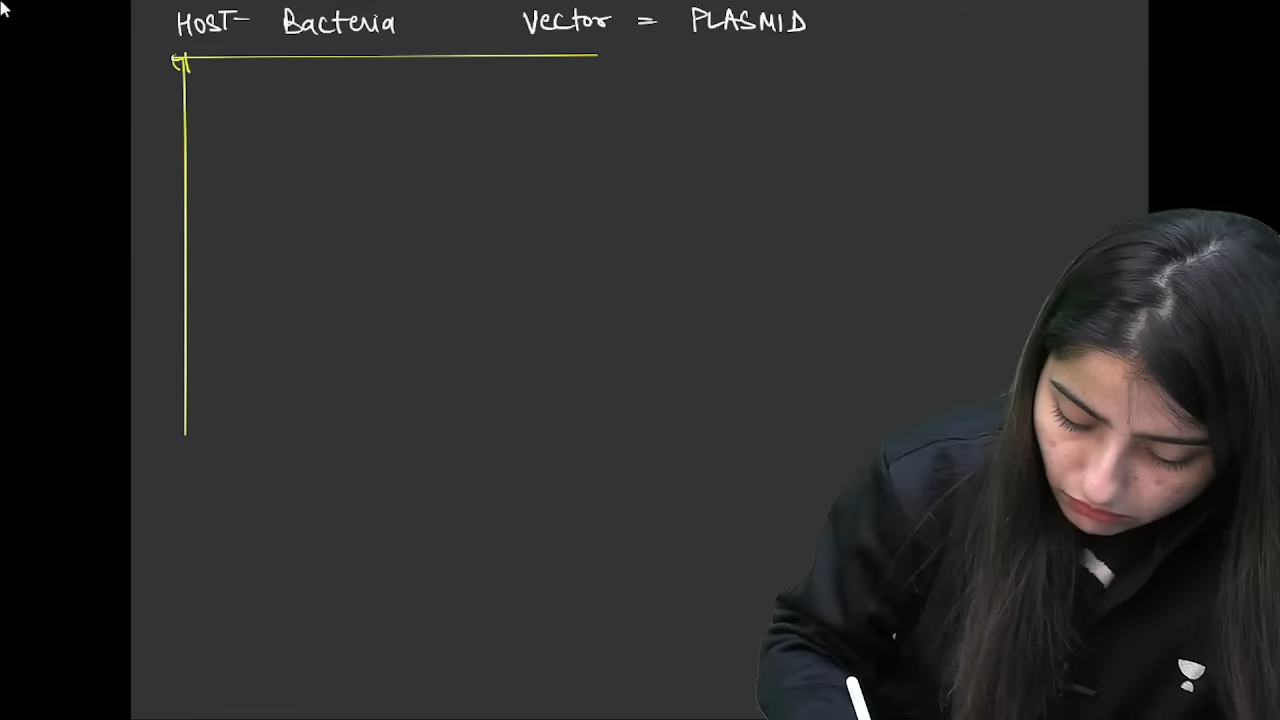 HOST- Bacteria Vector = PLASMID